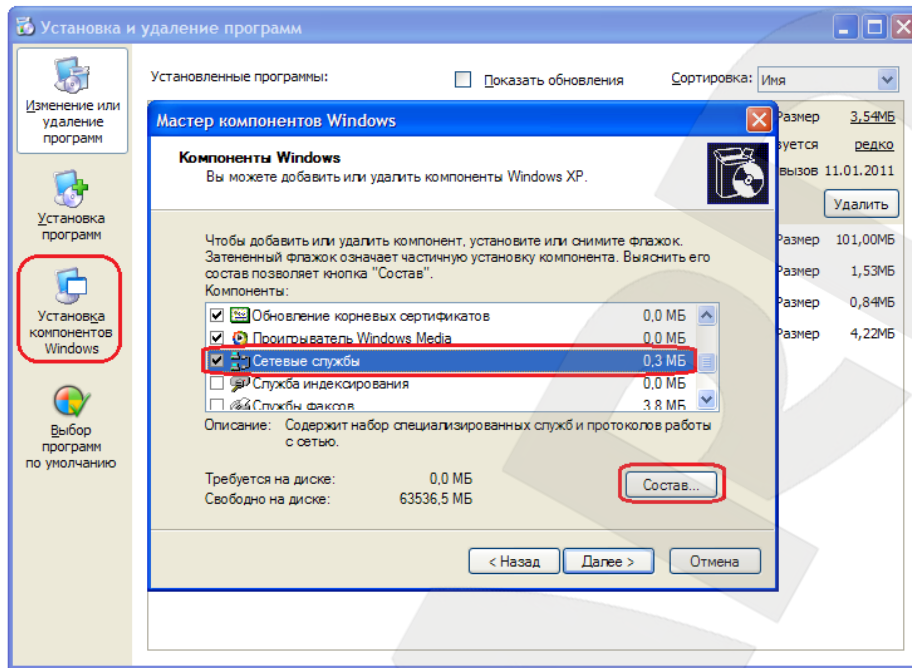 Установка и удаление программ
Изменение или
удаление
программ
Установка
программ
Установка
компонентов
Windows
Выбор
программ
по умолчанию
Установленные программы:
Показать обновления
Сортировка: Имя
Мастер компонентов Windows
Компоненты Windows
Вы можете добавить или удалить компоненты Windows XP.
Чтобы добавить или удалить компонент, установите или снимите флажок.
Затененный флажок означает частичную установку компонента. Выяснить его
состав позволяет кнопка "Состав".
Компоненты:
Обновление корневых сертификатов 0,0 МБ
Проигрыватель Windows Media 0,0 МБ
Сетевые службы 0,3 МБ
Служба индексирования 0,0 МБ
Службы факсов 3,8 МБ
Описание: Содержит набор специализированных служб и протоколов работы
с сетью.
Требуется на диске: 0,0 МБ
Свободно на диске: 63536,5 МБ
Состав...
< Назад
Далее >
Отмена
Размер 3,54МБ
редко
вызов 11.01.2011
Удалить
Размер 101,00МБ
Размер 1,53МБ
Размер 0,84МБ
Размер 4,22МБ